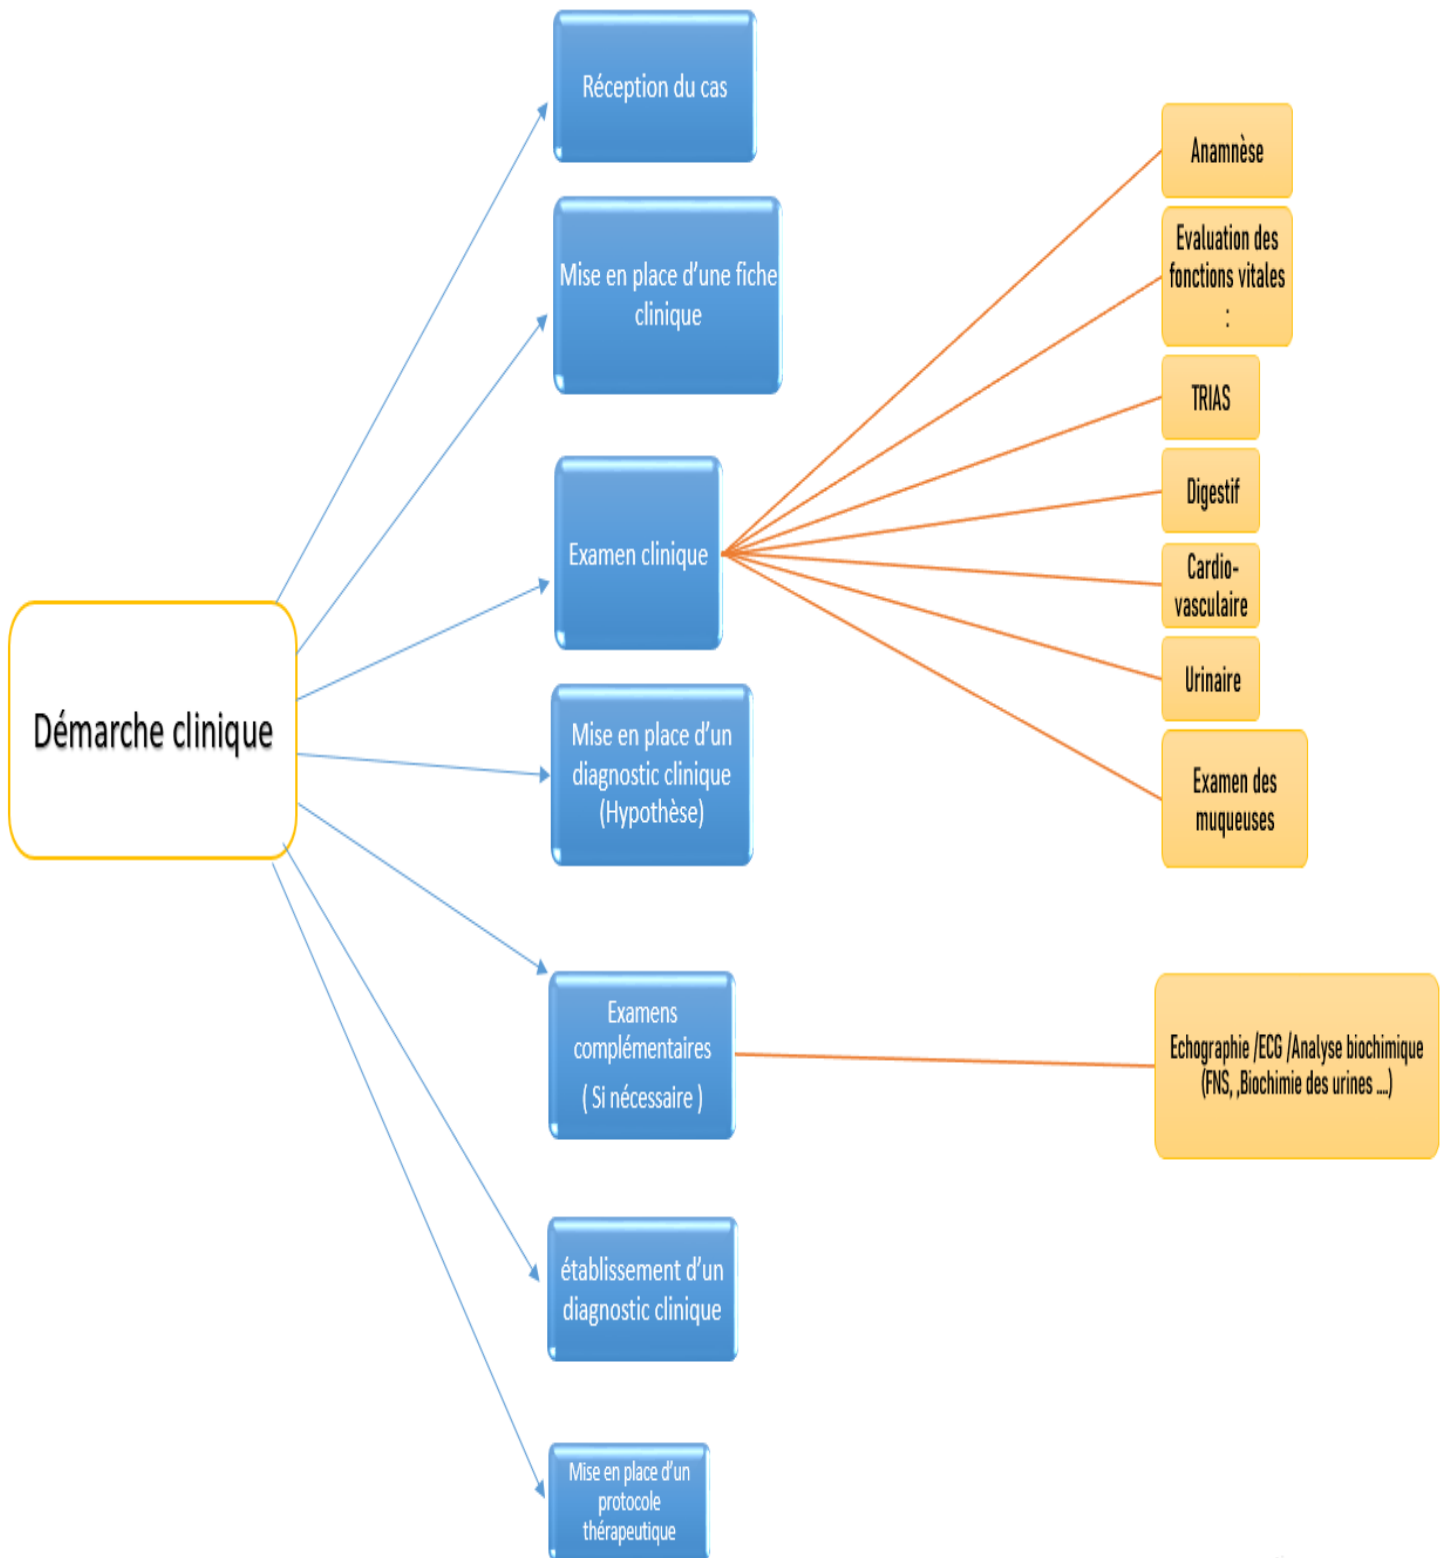 Démarche clinique
Réception du cas
Mise en place d’une fiche
clinique
Examen clinique
Mise en place d’un
diagnostic clinique
(Hypothèse)
Examens
complémentaires
( Si nécessaire )
établissement d’un
diagnostic clinique
Mise en place d’un
protocole
thérapeutique
Anamnèse
Evaluation des
fonctions vitales
:
TRIAS
Digestif
Cardio-
vasculaire
Urinaire
Examen des
muqueuses
Echographie /ECG /Analyse biochimique
(FNS, ,Biochimie des urines ....)